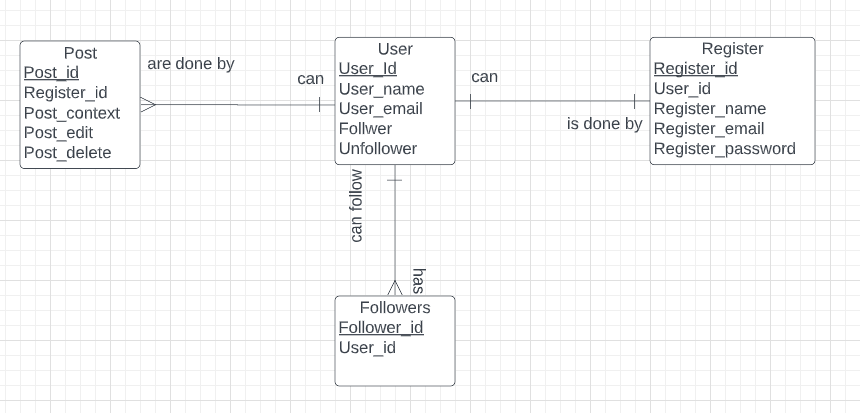 Post
Post_id
Register_id
Post_context
Post_edit
Post_delete
are done by
can
User
User_Id
User_name
User_email
Follwer
Unfollower
can
is done by
Register
Register_id
User_id
Register_name
Register_email
Register_password
can follow
has
Followers
Follower_id
User_id